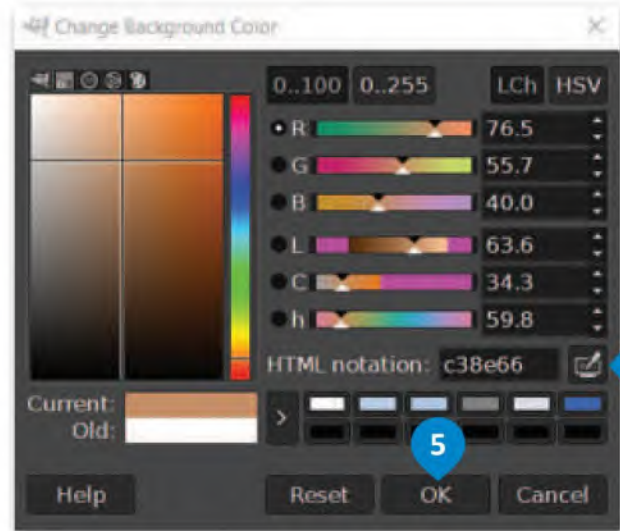 Change Background Color
0..100 0..255 LCh HSV
R 76.5
G 55.7
B 40.0
L 63.6
C 34.3
h 59.8
HTML notation: c38e66
Current:
Old:
>
5
Help Reset OK Cancel